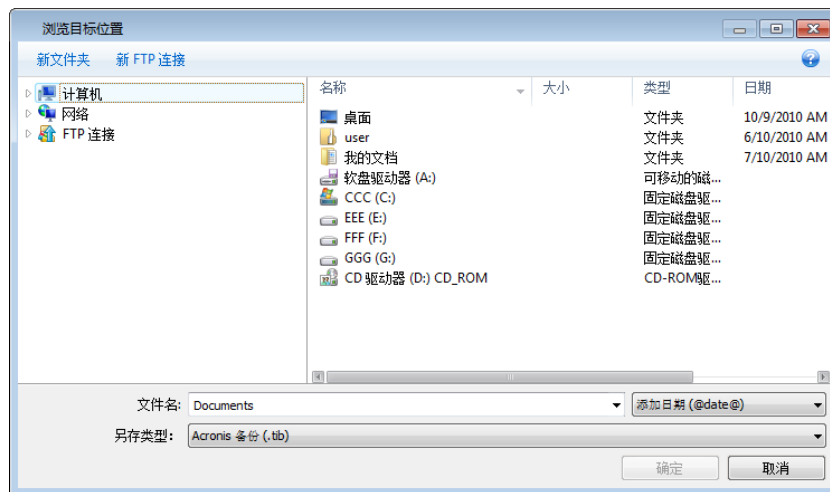 浏览目标位置
新文件夹 新 FTP 连接
计算机
网络
FTP 连接
名称 大小 类型 日期
桌面 文件夹 10/9/2010 AM
user 文件夹 6/10/2010 AM
我的文档 文件夹 7/10/2010 AM
软盘驱动器 (A:) 可移动的磁...
CCC (C:) 固定磁盘驱...
EEE (E:) 固定磁盘驱...
FFF (F:) 固定磁盘驱...
GGG (G:) 固定磁盘驱...
CD 驱动器 (D:) CD_ROM CD-ROM驱...
文件名: Documents 添加日期 (@date@)
另存类型: Acronis 备份 (.tib)
确定 取消